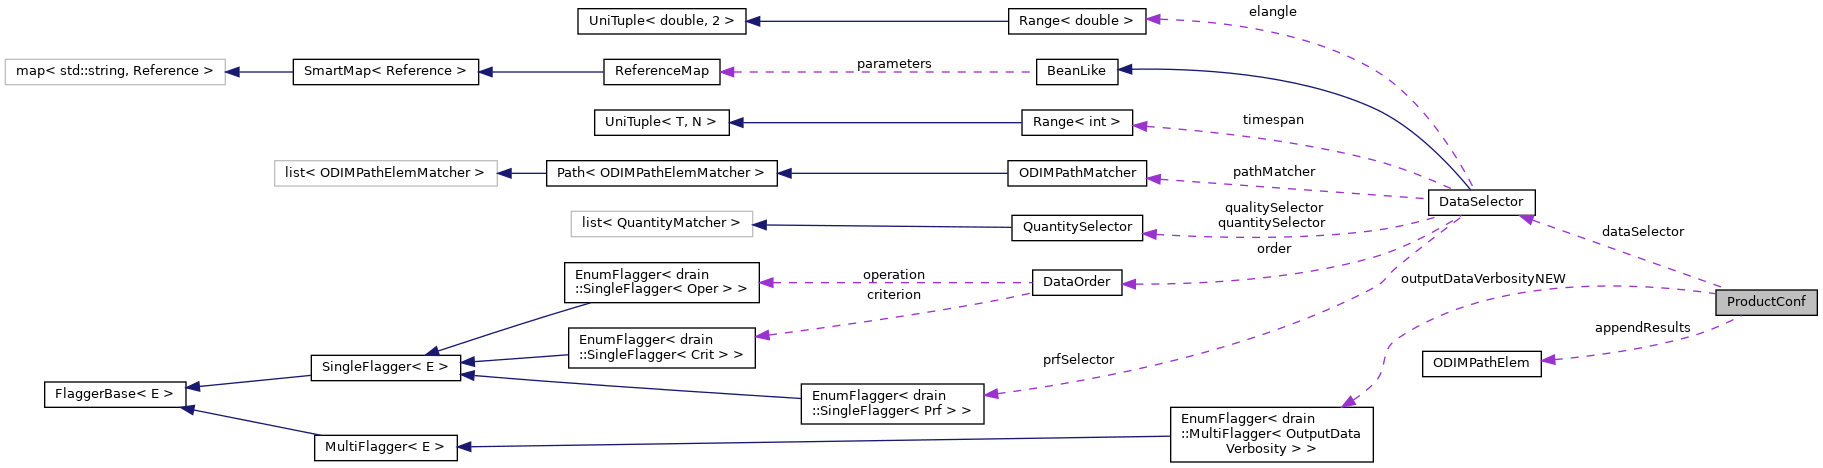 UniTuple< double, 2 >
Range< double >
elangle
map< std::string, Reference >
SmartMap< Reference >
ReferenceMap
parameters
BeanLike
UniTuple< T, N >
Range< int >
timespan
list< ODIMPathElemMatcher >
Path< ODIMPathElemMatcher >
ODIMPathMatcher
pathMatcher
DataSelector
list< QuantityMatcher >
QuantitySelector
qualitySelector
quantitySelector
dataSelector
order
EnumFlagger< drain
::SingleFlagger< Oper > >
operation
criterion
DataOrder
outputDataVerbosityNEW
ProductConf
EnumFlagger< drain
::SingleFlagger< Crit > >
appendResults
SingleFlagger< E >
prfSelector
ODIMPathElem
FlaggerBase< E >
EnumFlagger< drain
::SingleFlagger< Prf > >
MultiFlagger< E >
EnumFlagger< drain
::MultiFlagger< OutputData
Verbosity > >